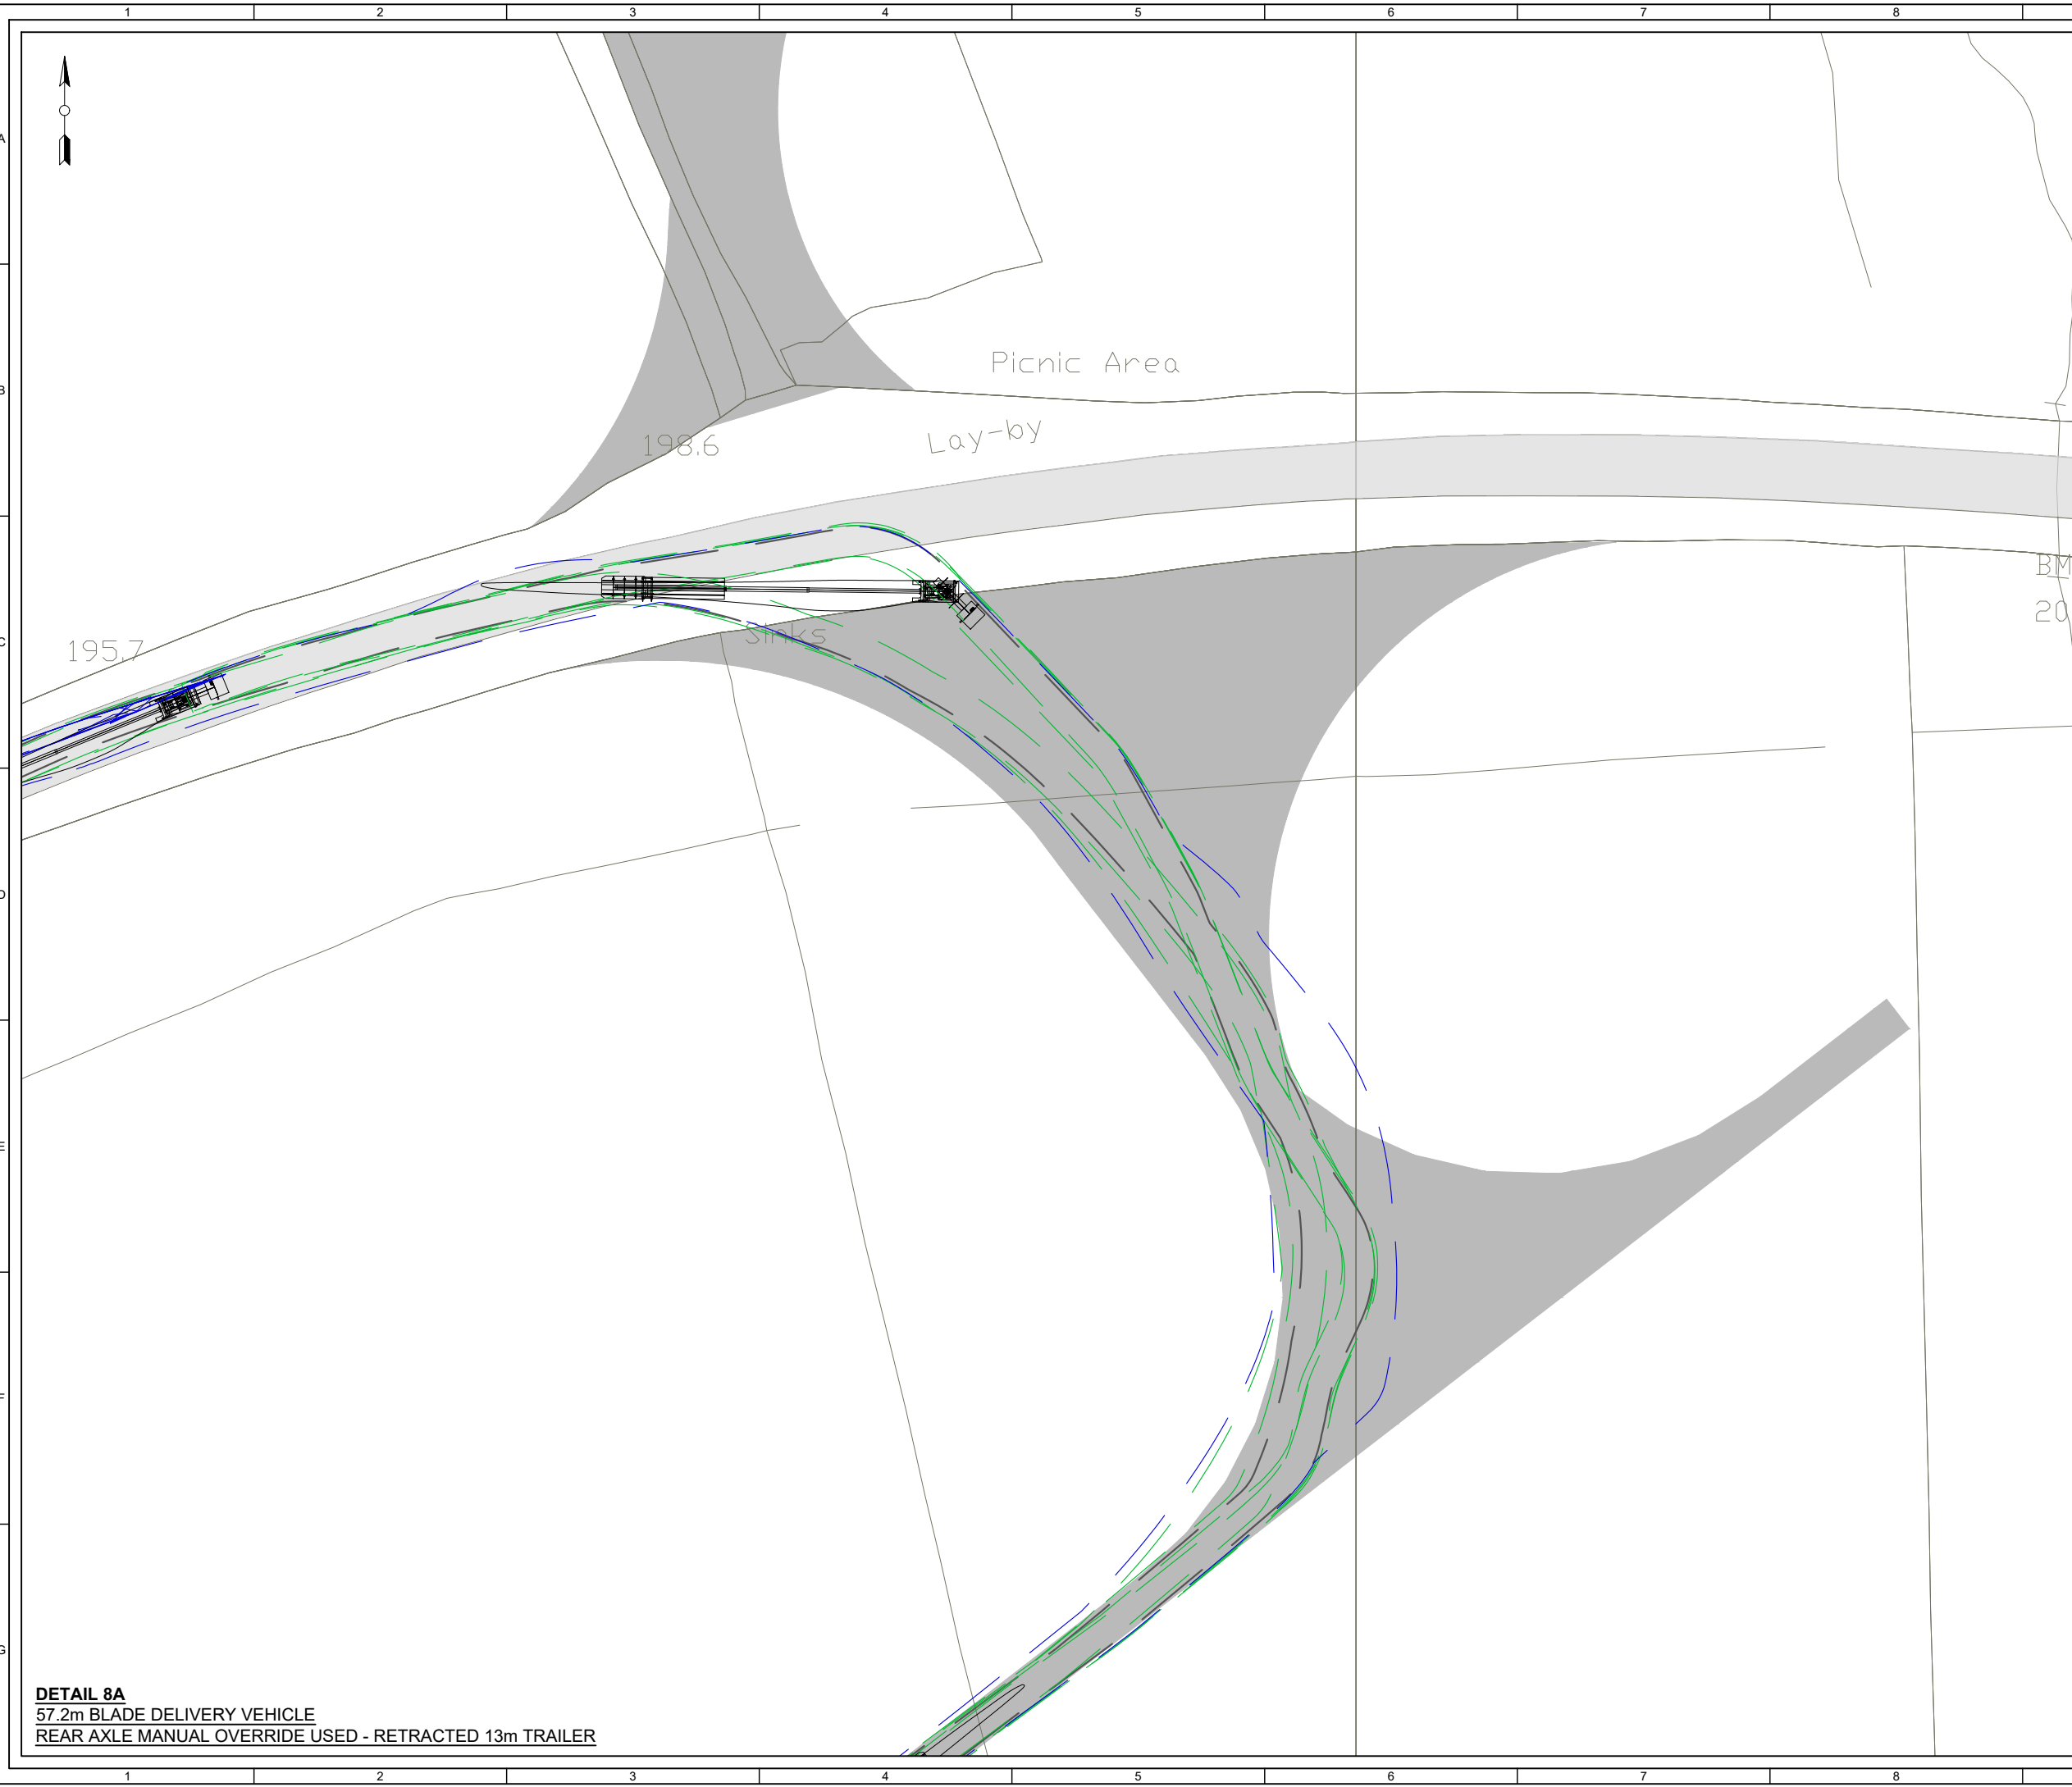 1 2 3 4 5 6 7 8
A
B
Picnic Area
Lay-by
198.6
BM
20
C
Sinks
195.7
D
E
F
G
DETAIL 8A
57.2m BLADE DELIVERY VEHICLE
REAR AXLE MANUAL OVERRIDE USED - RETRACTED 13m TRAILER
1 2 3 4 5 6 7 8